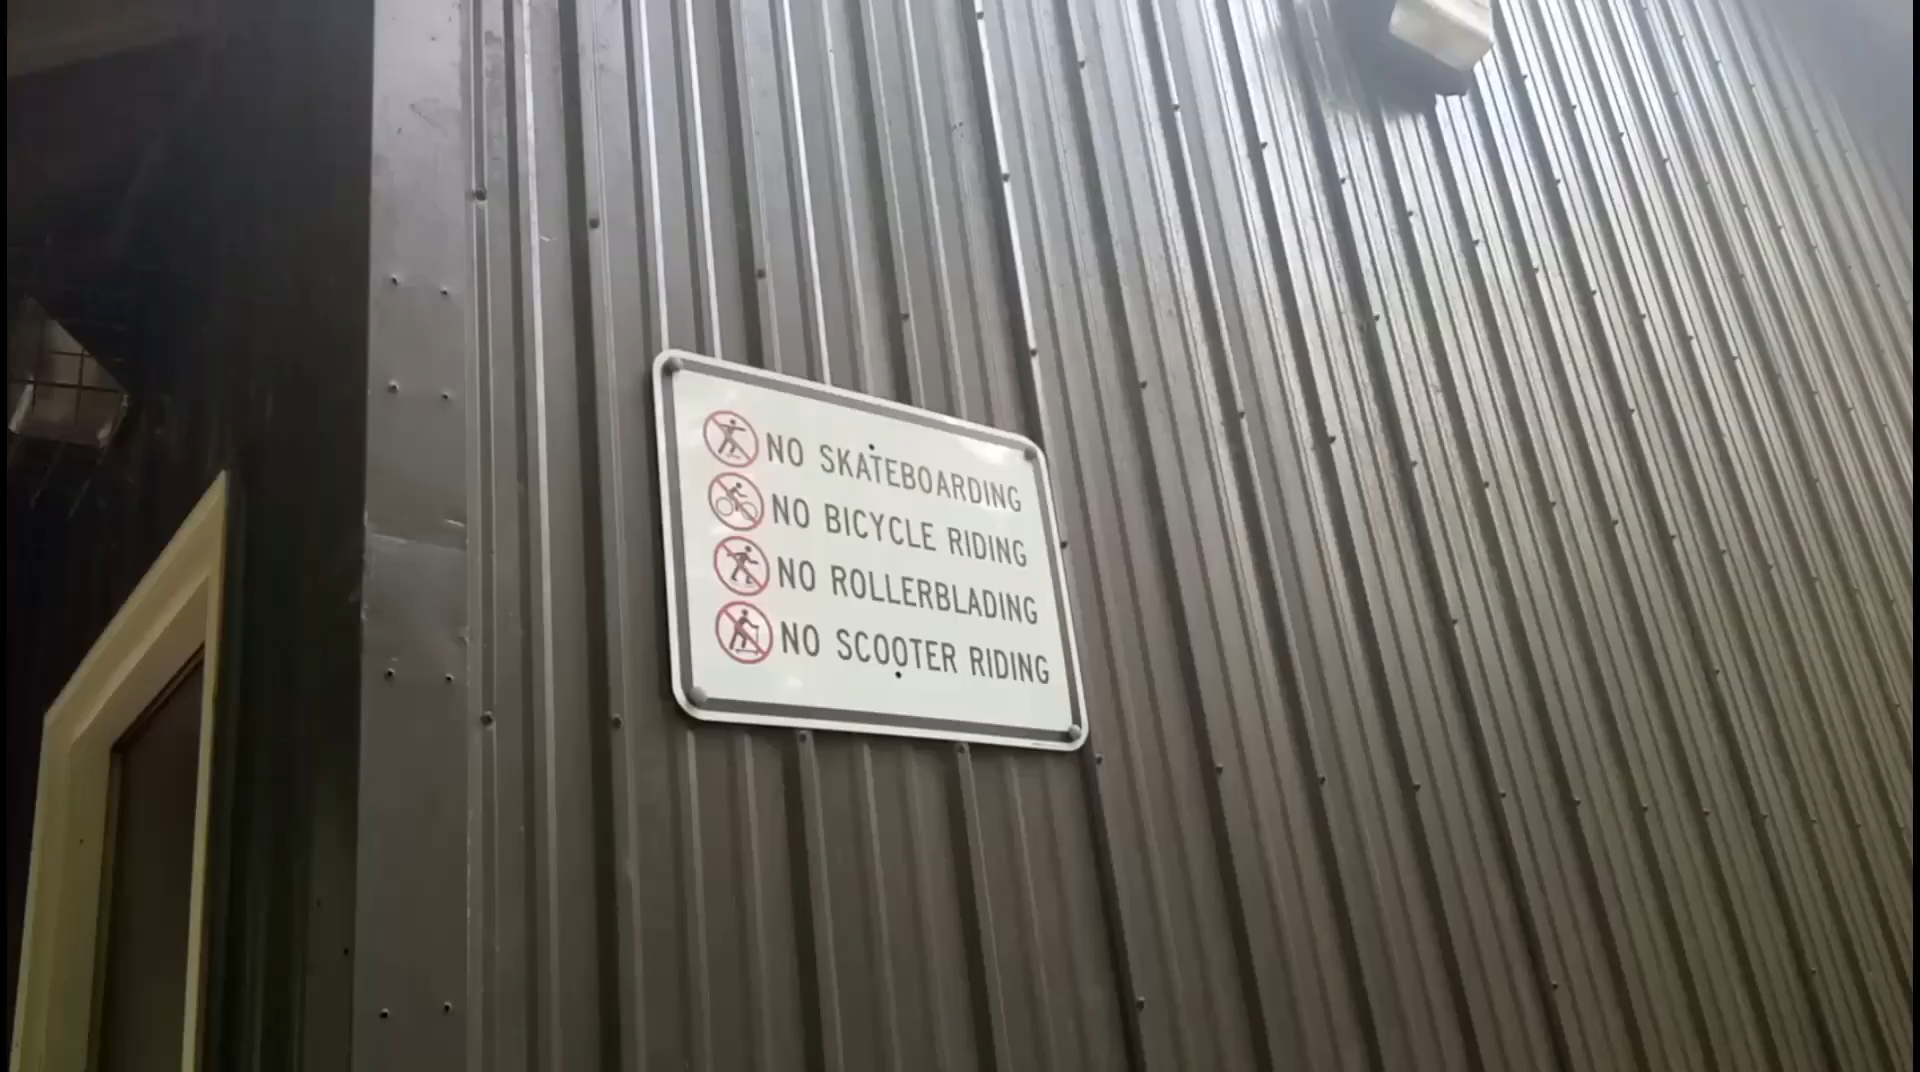 NO SKATEBOARDING
NO BICYCLE RIDING
NO ROLLERBLADING
NO SCOOTER RIDING